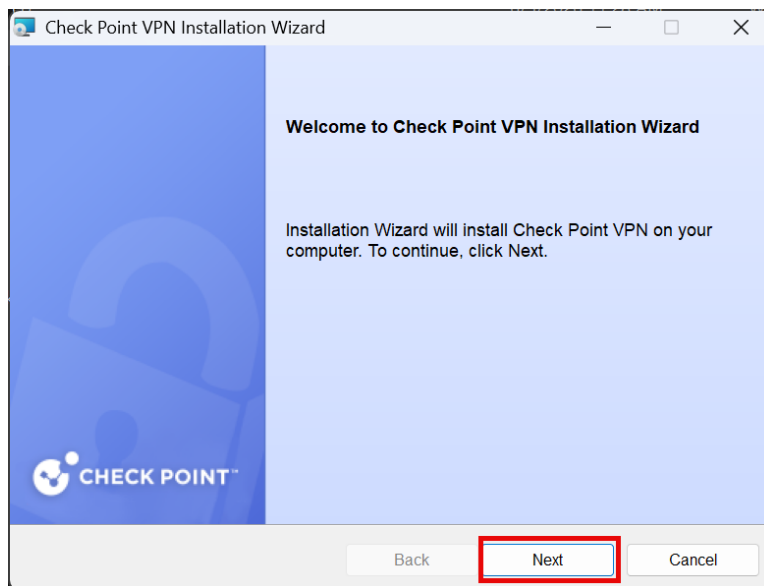 Check Point VPN Installation Wizard
Welcome to Check Point VPN Installation Wizard
Installation Wizard will install Check Point VPN on your
computer. To continue, click Next.
CHECK POINT™
Back
Next
Cancel